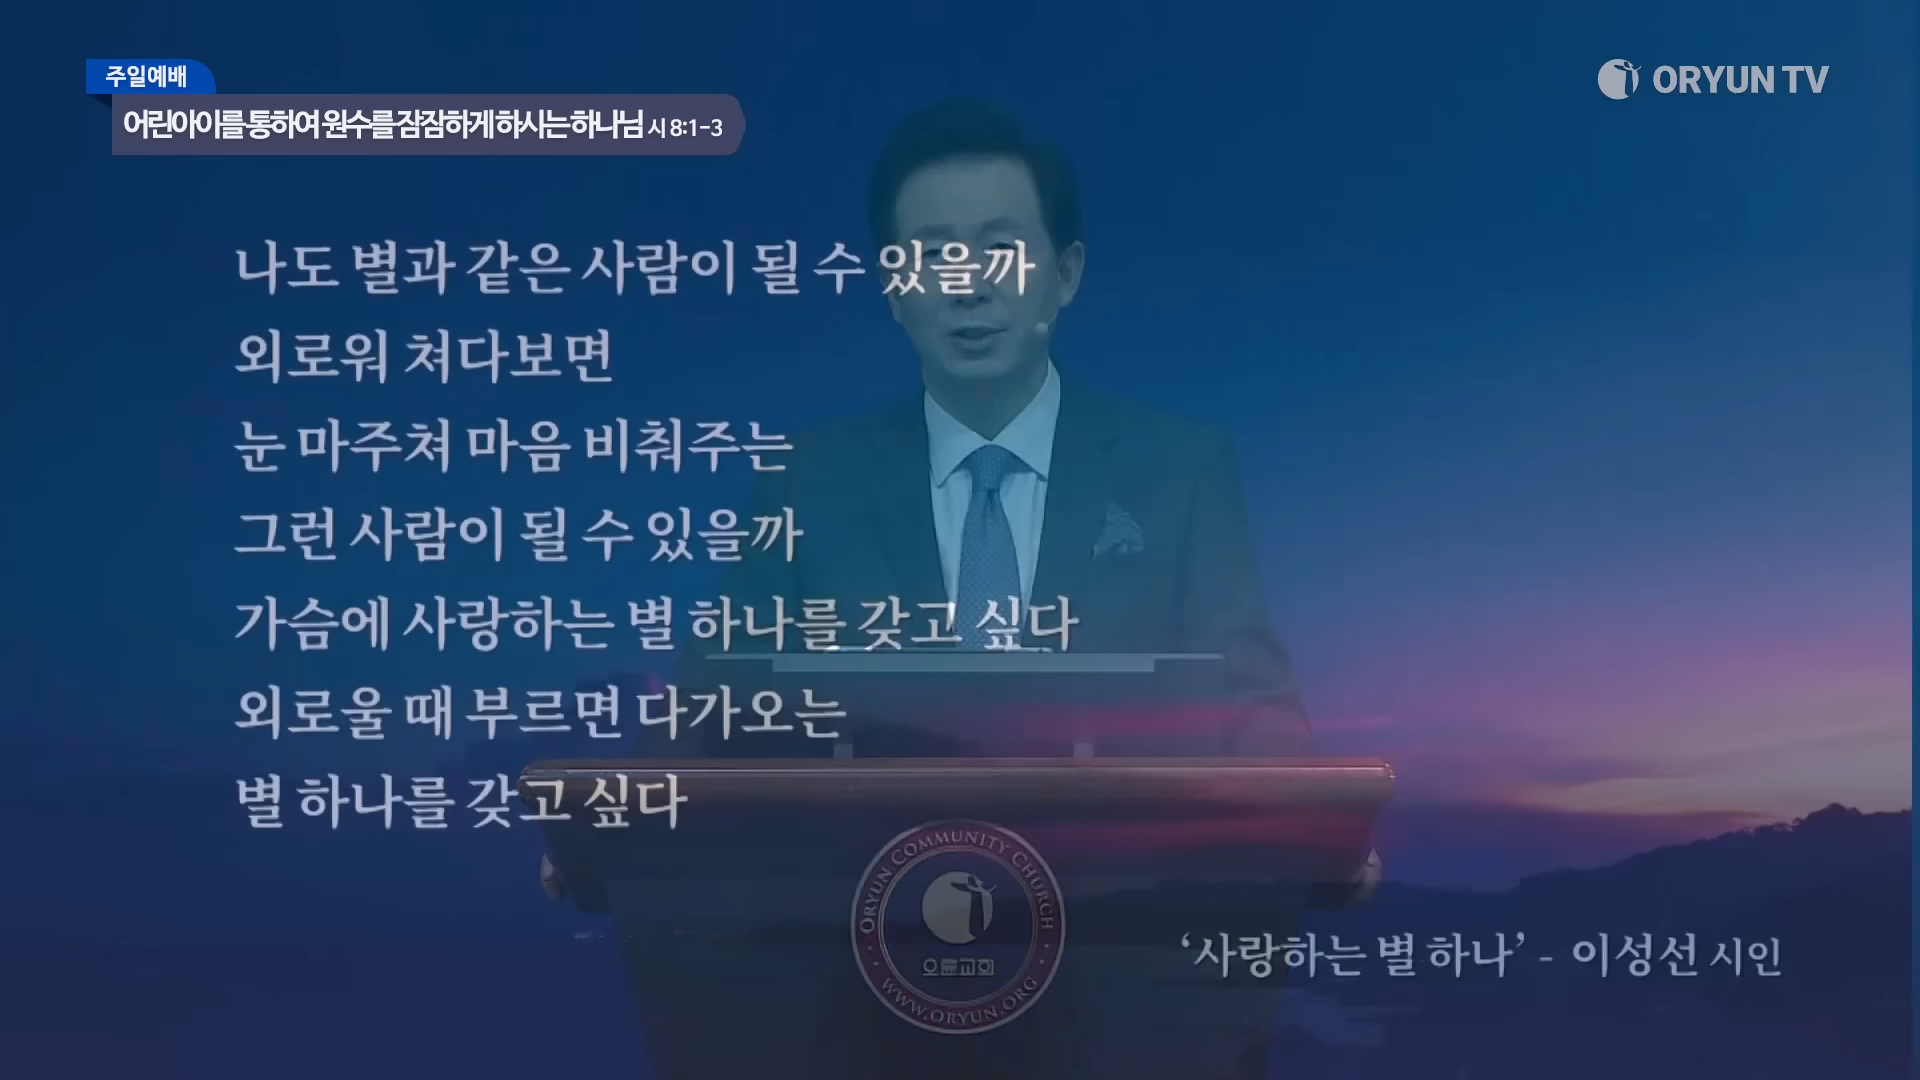 주일예배
어린아이를 통하여 원수를 잠잠하게 하시는 하나님 시 8:1-3
ORYUN TV
나도 별과 같은 사람이 될 수 있을까
외로워 쳐다보면
눈 마주쳐 마음 비춰주는
그런 사람이 될 수 있을까
가슴에 사랑하는 별 하나를 갖고 싶다
외로울 때 부르면 다가오는
별 하나를 갖고 싶다
‘사랑하는 별 하나’ - 이성선 시인
ORYUN COMMUNITY CHURCH
오륜교회
WWW.ORYUN.ORG